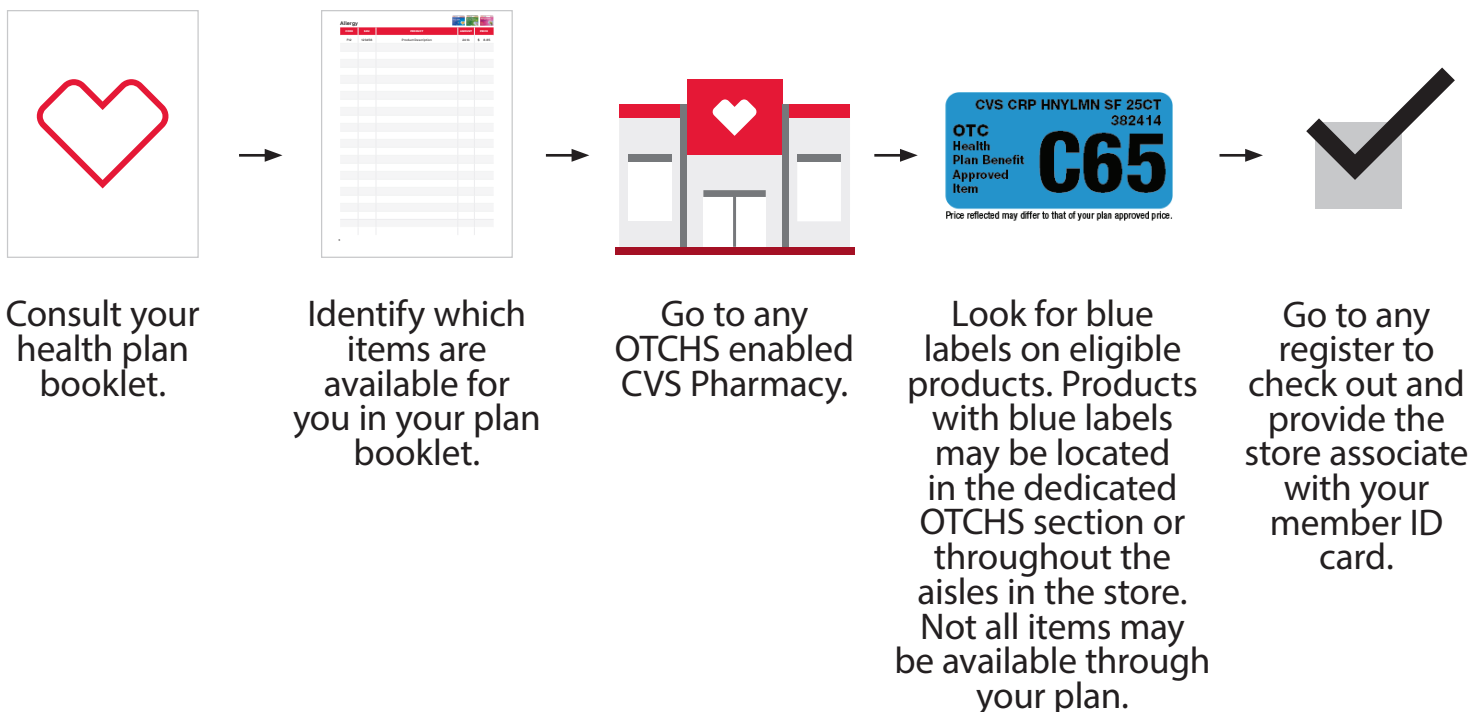 Allergy
Consult your
health plan
booklet.
Identify which
items are
available for
you in your plan
booklet.
Go to any
OTCHS enabled
CVS Pharmacy.
CVS CRP HNYLMN SF 25CT
382414
OTC
Health
Plan Benefit
Approved
Item
C65
Price reflected may differ to that of your plan approved price.
Look for blue
labels on eligible
products. Products
with blue labels
may be located
in the dedicated
OTCHS section or
throughout the
aisles in the store.
Not all items may
be available through
your plan.
Go to any
register to
check out and
provide the
store associate
with your
member ID
card.